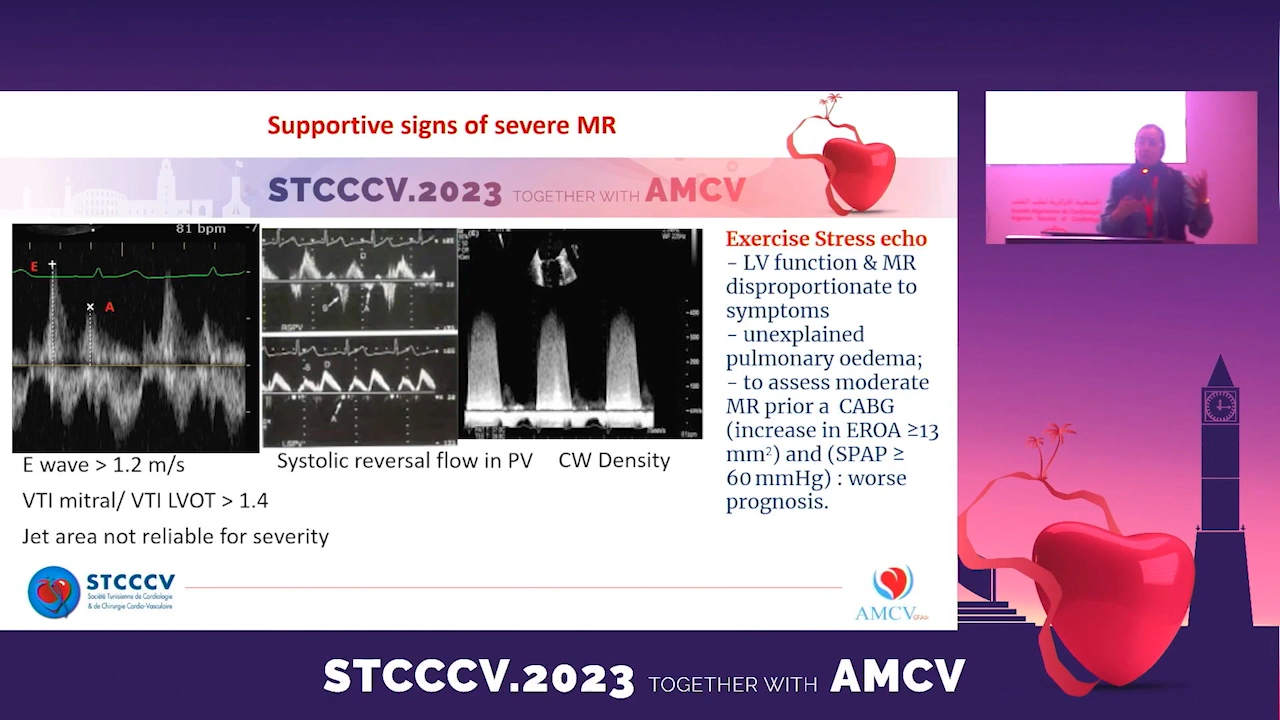 Supportive signs of severe MR
STCCCV.2023 TOGETHER WITH AMCV
81 bpm
E
A
E wave > 1.2 m/s
VTI mitral/ VTI LVOT > 1.4
Jet area not reliable for severity
Systolic reversal flow in PV
CW Density
Exercise Stress echo
- LV function & MR
disproportionate to
symptoms
- unexplained
pulmonary oedema;
- to assess moderate
MR prior a CABG
(increase in EROA ≥13
mm²) and (SPAP ≥
60 mmHg) : worse
prognosis.
STCCCV
Société Tunisienne de Cardiologie
& de Chirurgie Cardio-Vasculaire
AMCV
STCCCV.2023 TOGETHER WITH AMCV